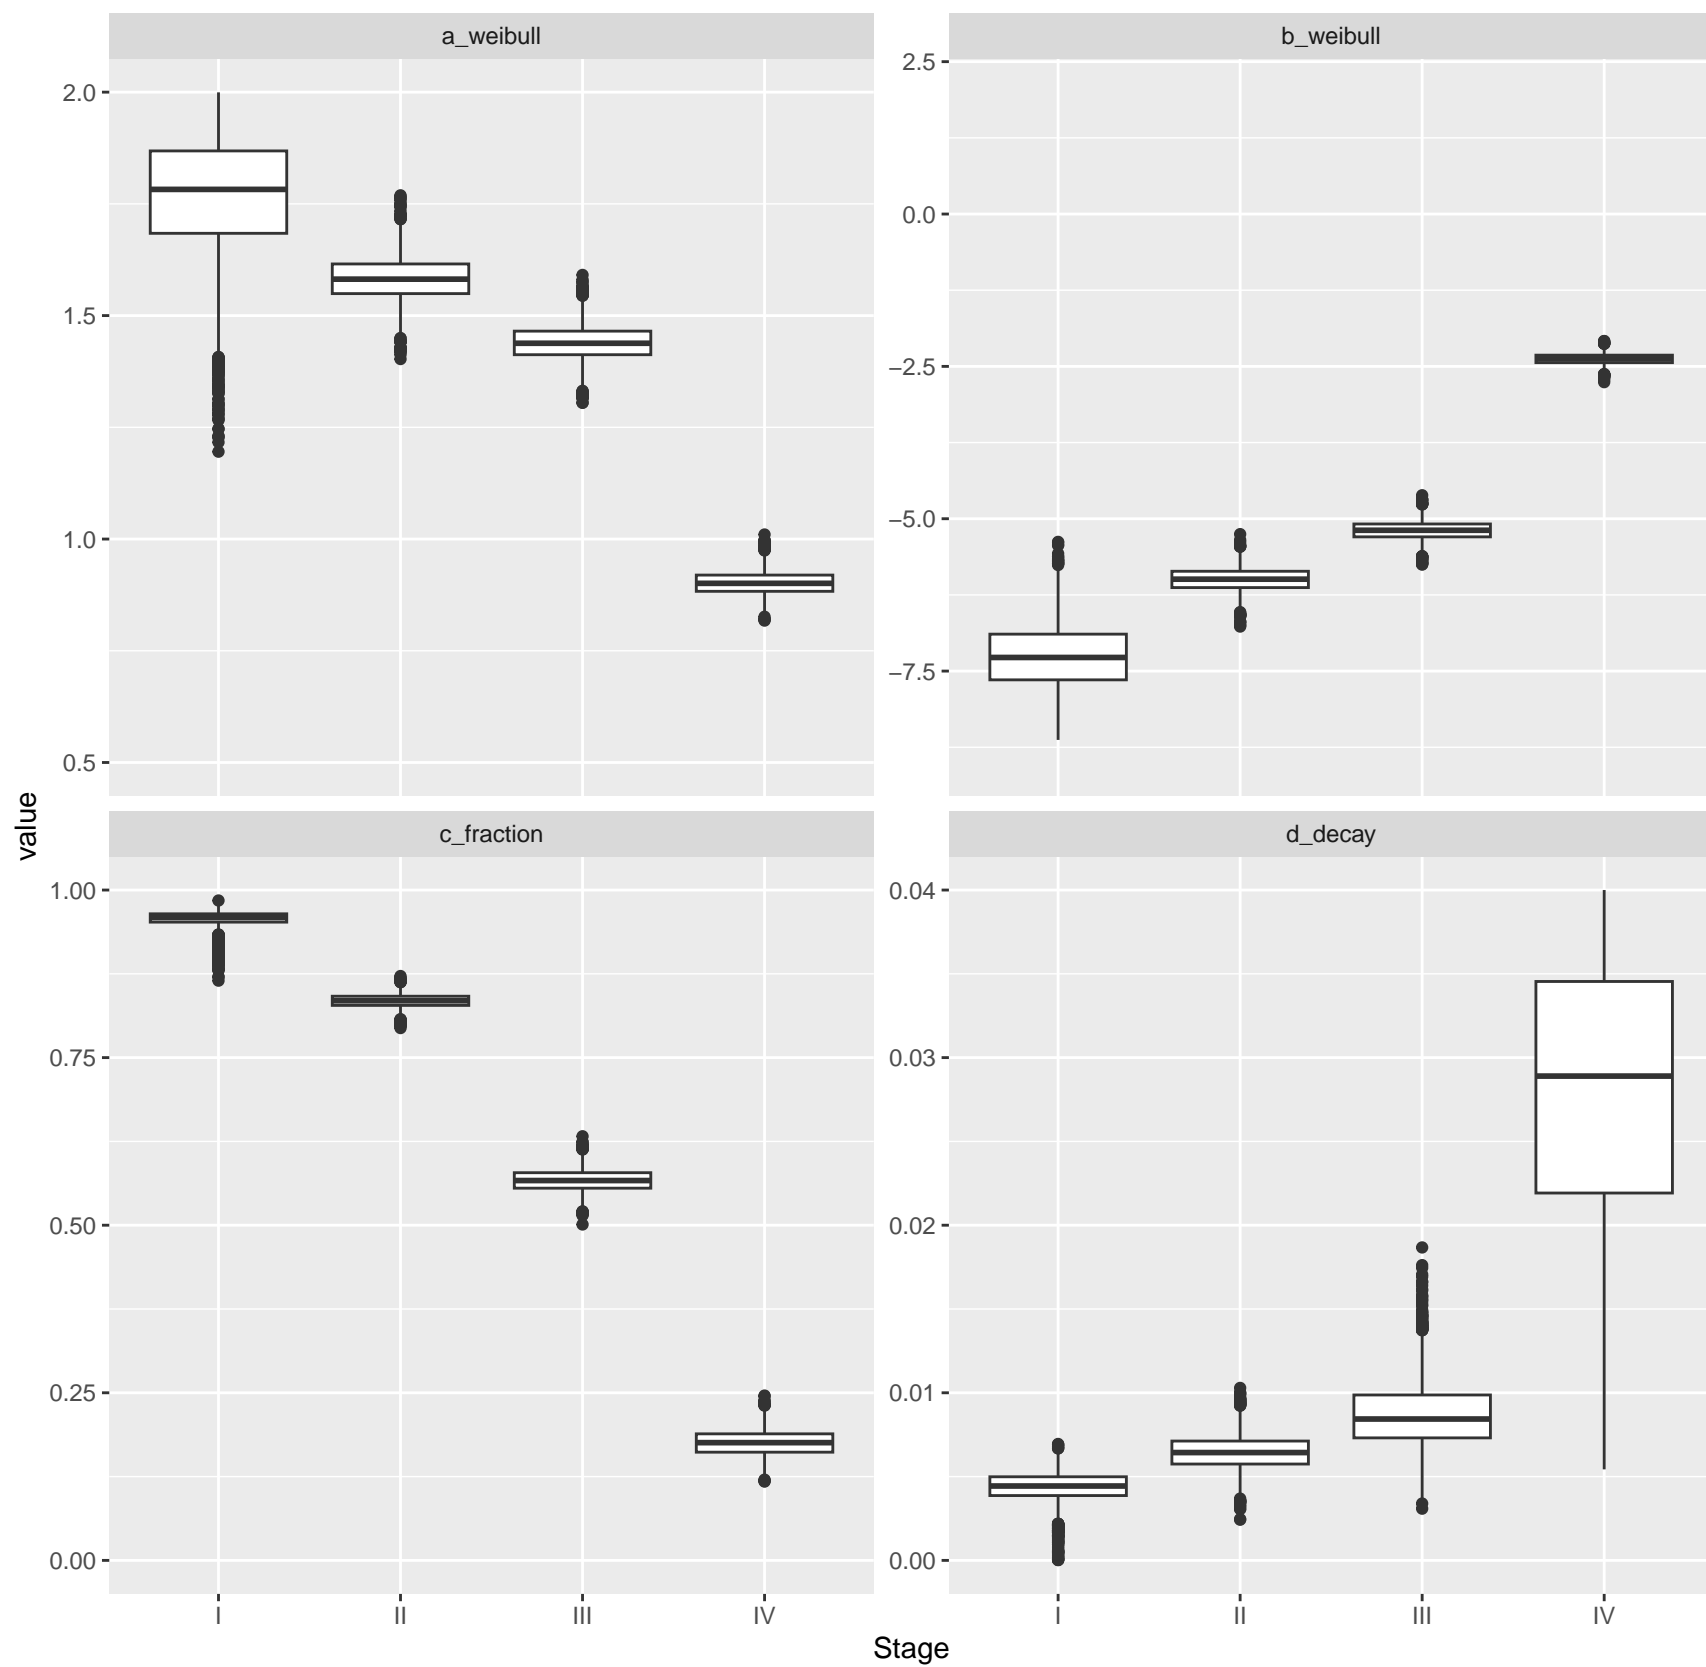 a_weibull
b_weibull
2.0
1.5
1.0
0.5
2.5
0.0
−2.5
−5.0
−7.5
value
c_fraction
d_decay
1.00
0.75
0.50
0.25
0.00
0.04
0.03
0.02
0.01
0.00
I II III IV
I II III IV
Stage